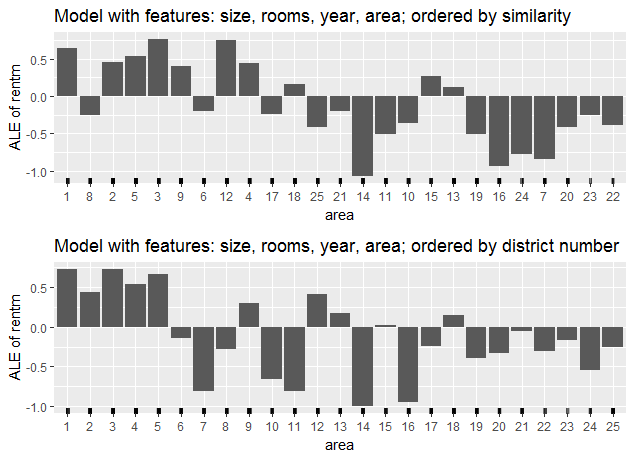 Model with features: size, rooms, year, area; ordered by similarity
ALE of rentm
0.5
0.0
-0.5
-1.0
1 8 2 5 3 9 6 12 4 17 18 25 21 14 11 10 15 13 19 16 24 7 20 23 22
area
Model with features: size, rooms, year, area; ordered by district number
ALE of rentm
0.5
0.0
-0.5
-1.0
1 2 3 4 5 6 7 8 9 10 11 12 13 14 15 16 17 18 19 20 21 22 23 24 25
area